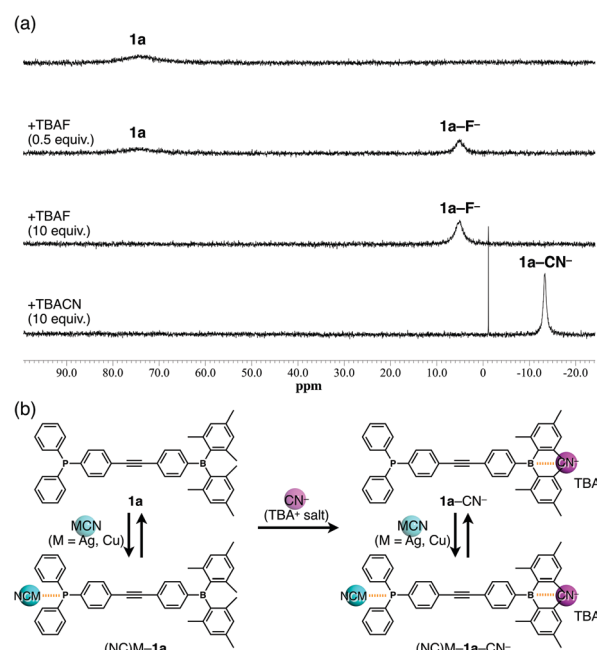 (a)
1a
+TBAF
(0.5 equiv.)
1a
1a–F⁻
+TBAF
(10 equiv.)
1a–F⁻
+TBACN
(10 equiv.)
1a–CN⁻
90.0 80.0 70.0 60.0 50.0 40.0 30.0 20.0 10.0 0 -10.0 -20.0
ppm
(b)
P
B
1a
MCN
(M = Ag, Cu)
NCM
P
B
(NC)M–1a
CN⁻
(TBA⁺ salt)
P
B
CN⁻
TBA
1a–CN⁻
MCN
(M = Ag, Cu)
NCM
P
B
CN⁻
TBA
(NC)M–1a–CN⁻